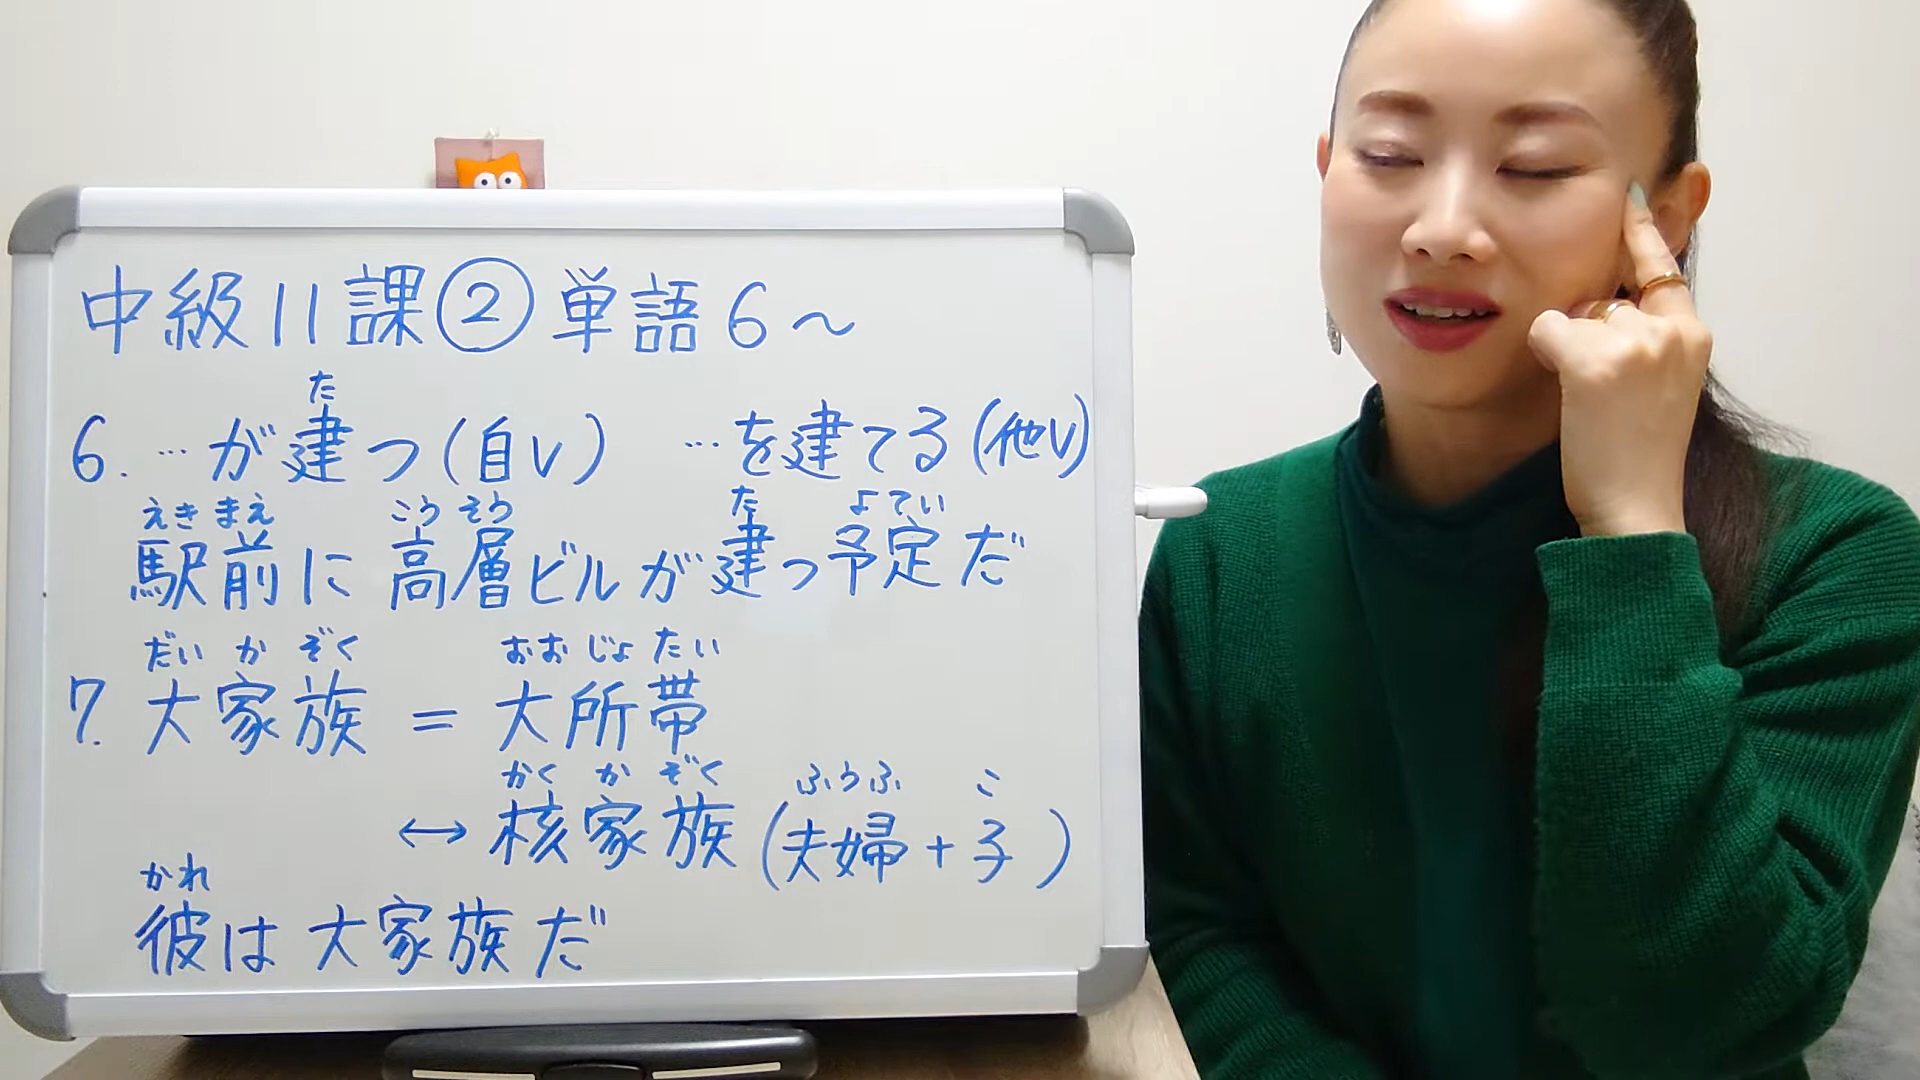 中級11課②単語6～
た
6. …が建つ(自V) …を建てる(他V)
えきまえ こうそう た よてい
駅前に高層ビルが建つ予定だ
だいかぞく おおじょたい
7. 大家族 = 大所帯
かくかぞく ふうふ こ
↔ 核家族(夫婦+子)
かれ
彼は大家族だ